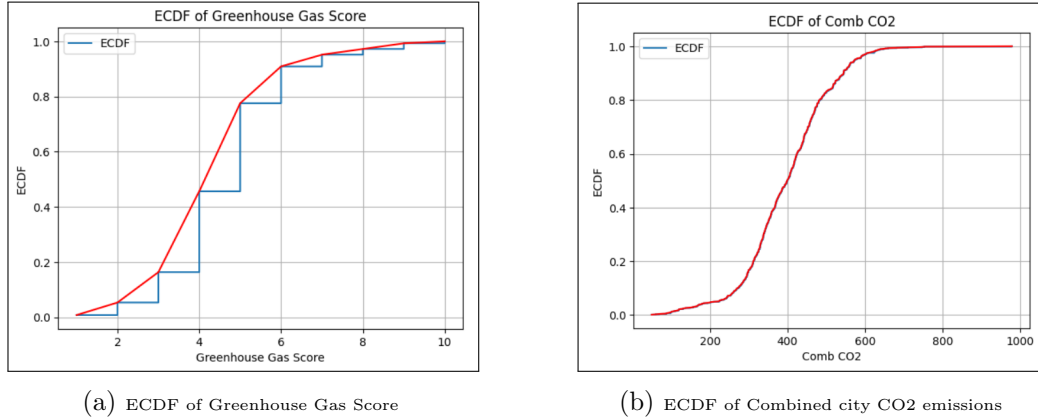 ECDF of Greenhouse Gas Score
ECDF
1.0
0.8
0.6
0.4
0.2
0.0
ECDF
2
4
6
8
10
Greenhouse Gas Score
(a) ECDF of Greenhouse Gas Score
ECDF of Comb CO2
ECDF
1.0
0.8
0.6
0.4
0.2
0.0
ECDF
200
400
600
800
1000
Comb CO2
(b) ECDF of Combined city CO2 emissions